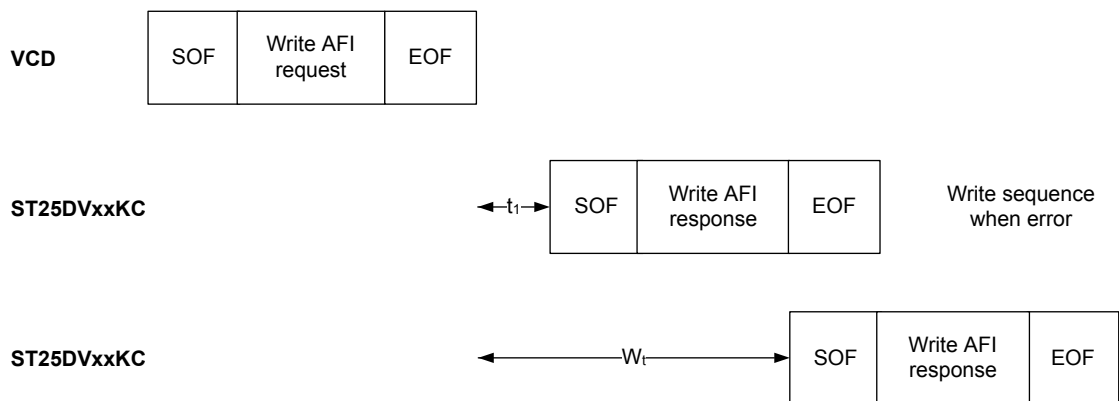 VCD
SOF
Write AFI
request
EOF
ST25DVxxKC
t₁
SOF
Write AFI
response
EOF
Write sequence
when error
ST25DVxxKC
Wₜ
SOF
Write AFI
response
EOF